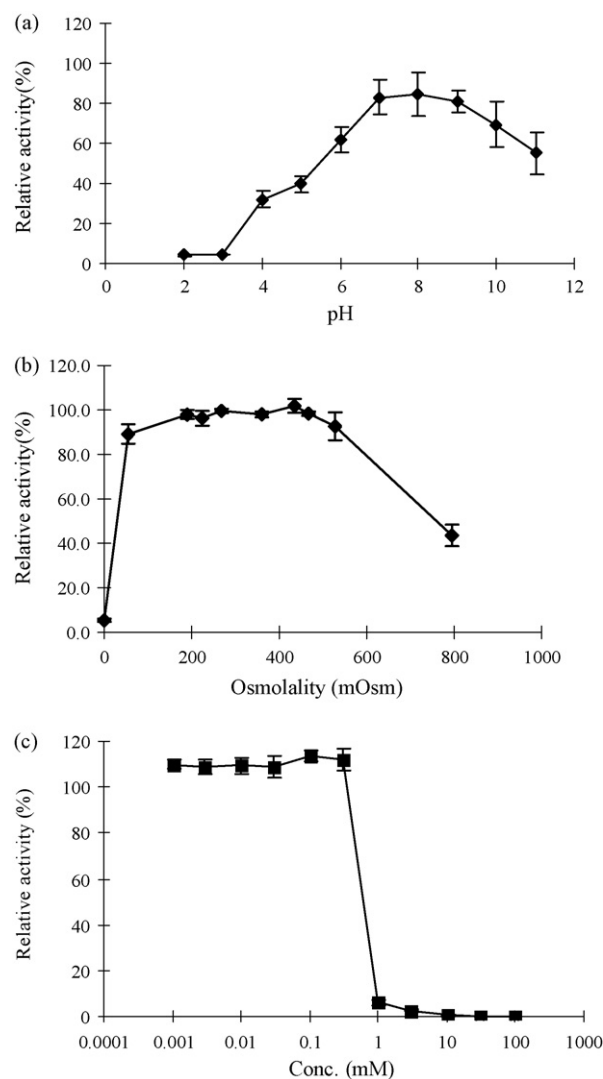 (a)
Relative activity(%)
120
100
80
60
40
20
0
0 2 4 6 8 10 12
pH
(b)
Relative activity(%)
120.0
100.0
80.0
60.0
40.0
20.0
0.0
0 200 400 600 800 1000
Osmolality (mOsm)
(c)
Relative activity (%)
120
100
80
60
40
20
0
0.0001 0.001 0.01 0.1 1 10 100 1000
Conc. (mM)